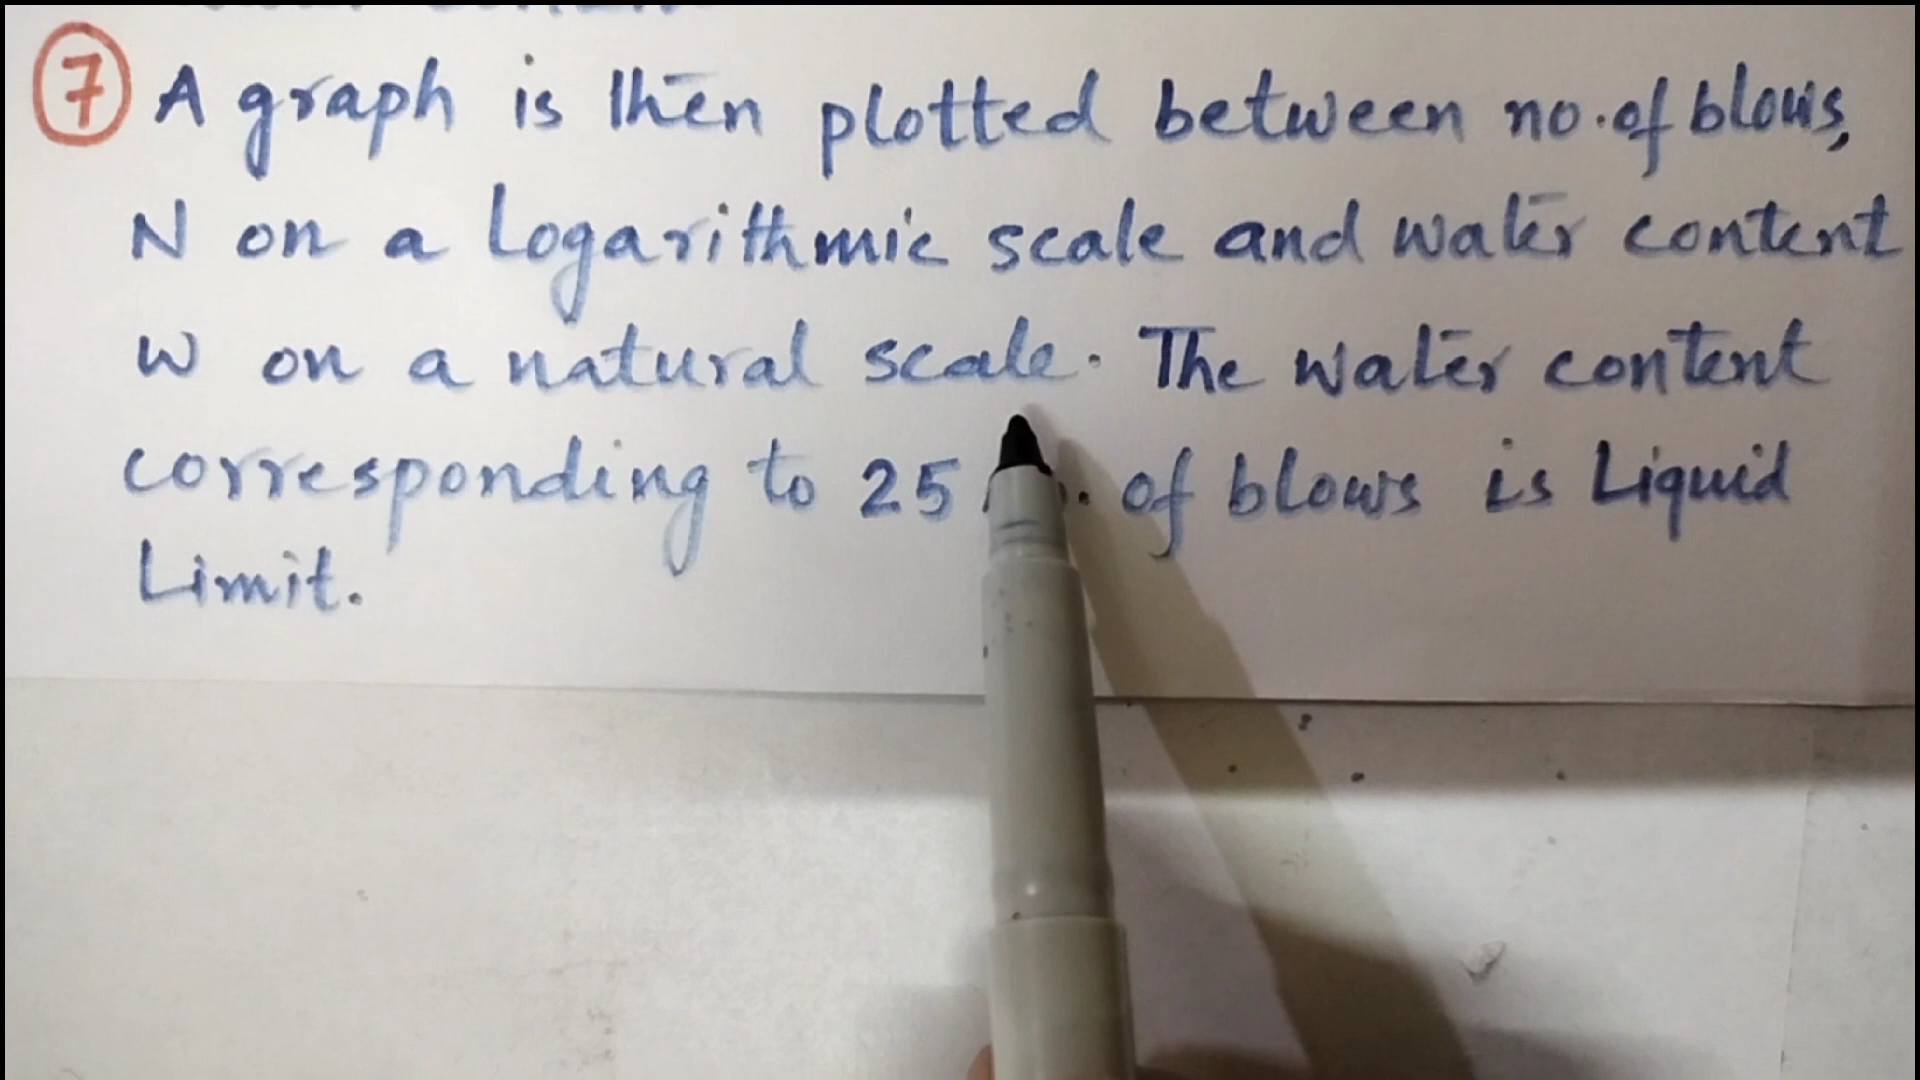 7 A graph is then plotted between no. of blows,
N on a Logarithmic scale and water content
W on a natural scale. The water content
corresponding to 25 of blows is Liquid
Limit.